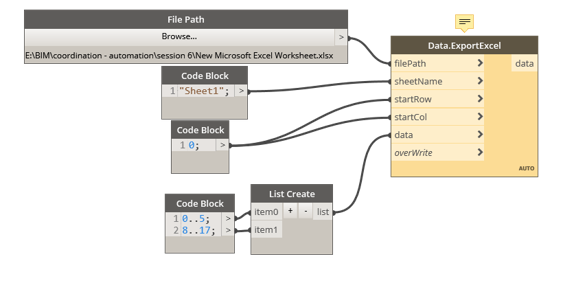 File Path
Browse... >
E:\BIM\coordination - automation\session 6\New Microsoft Excel Worksheet.xlsx
Code Block
1 "Sheet1"; >
Code Block
1 0; >
Code Block
1 0..5; >
2 8..17; >
List Create
item0 + - list
item1
Data.ExportExcel
filePath > data
sheetName >
startRow >
startCol >
data >
overWrite >
AUTO